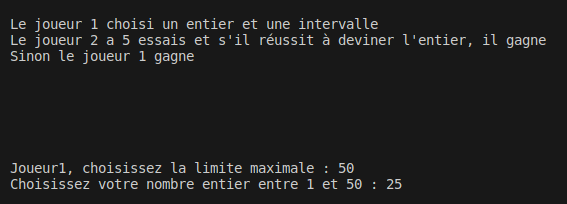 Le joueur 1 choisi un entier et une intervalle
Le joueur 2 a 5 essais et s'il réussit à deviner l'entier, il gagne
Sinon le joueur 1 gagne
Joueur1, choisissez la limite maximale : 50
Choisissez votre nombre entier entre 1 et 50 : 25